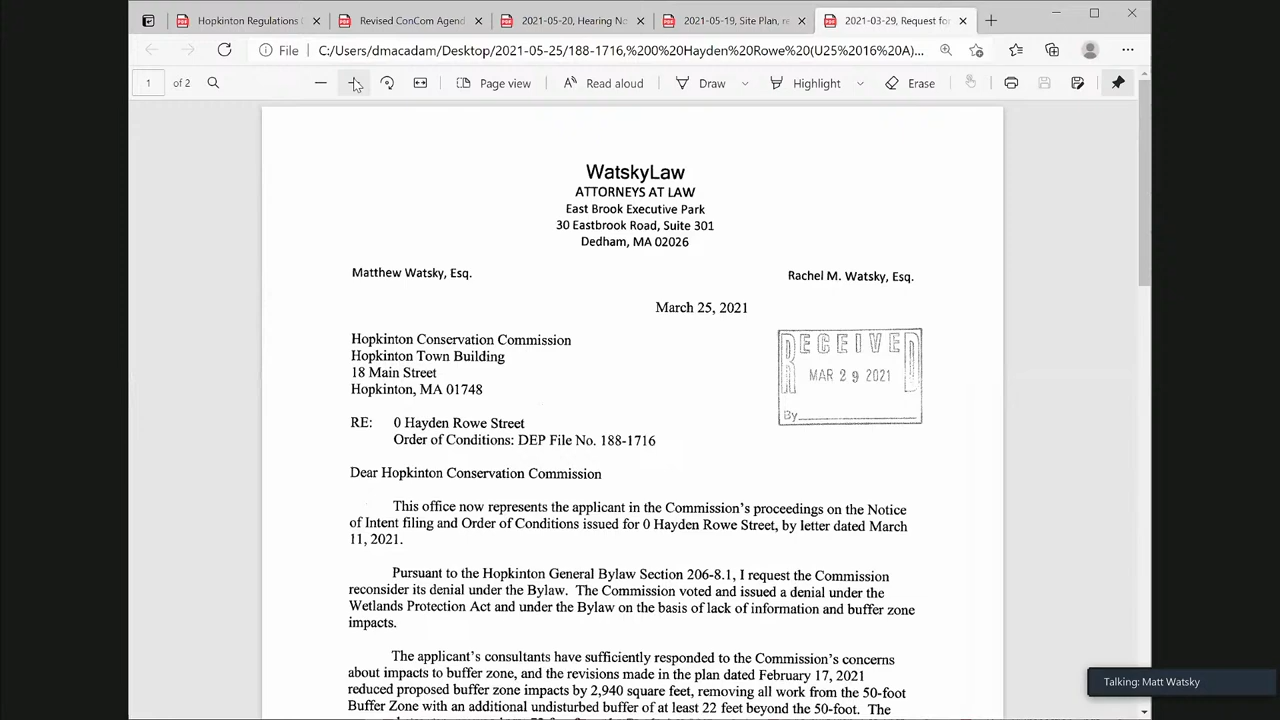 Hopkinton Regulations
Revised ConCom Agend
2021-05-20, Hearing No
2021-05-19, Site Plan, re
2021-03-29, Request for
File
C:/Users/dmacadam/Desktop/2021-05-25/188-1716,%200%20Hayden%20Rowe%20(U25%2016%20A)...
1 of 2
Page view
Read aloud
Draw
Highlight
Erase
WatskyLaw
ATTORNEYS AT LAW
East Brook Executive Park
30 Eastbrook Road, Suite 301
Dedham, MA 02026
Matthew Watsky, Esq.
Rachel M. Watsky, Esq.
March 25, 2021
Hopkinton Conservation Commission
Hopkinton Town Building
18 Main Street
Hopkinton, MA 01748
RECEIVED
MAR 29 2021
By
RE: 0 Hayden Rowe Street
Order of Conditions: DEP File No. 188-1716
Dear Hopkinton Conservation Commission
This office now represents the applicant in the Commission's proceedings on the Notice
of Intent filing and Order of Conditions issued for 0 Hayden Rowe Street, by letter dated March
11, 2021.
Pursuant to the Hopkinton General Bylaw Section 206-8.1, I request the Commission
reconsider its denial under the Bylaw. The Commission voted and issued a denial under the
Wetlands Protection Act and under the Bylaw on the basis of lack of information and buffer zone
impacts.
The applicant's consultants have sufficiently responded to the Commission's concerns
about impacts to buffer zone, and the revisions made in the plan dated February 17, 2021
reduced proposed buffer zone impacts by 2,940 square feet, removing all work from the 50-foot
Buffer Zone with an additional undisturbed buffer of at least 22 feet beyond the 50-foot. The
Talking: Matt Watsky